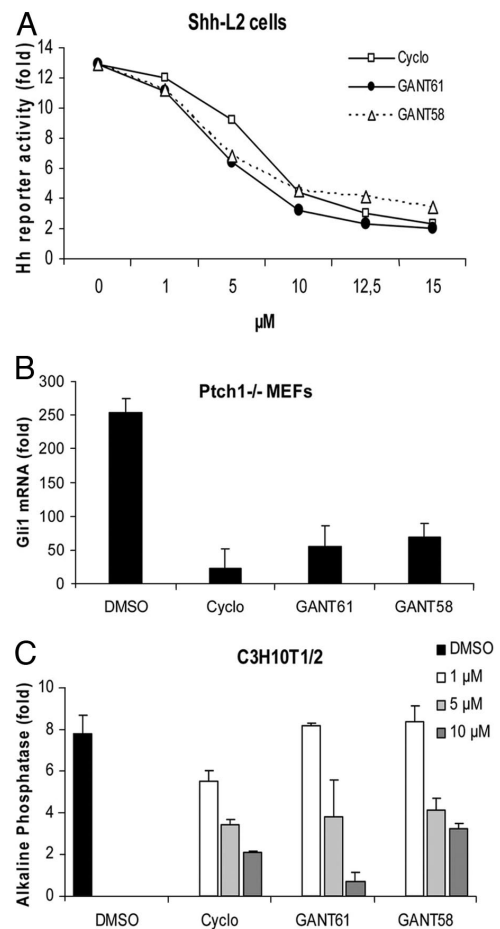 A
Shh-L2 cells
Hh reporter activity (fold)
14
12
10
8
6
4
2
0
Cyclo
GANT61
GANT58
0 1 5 10 12,5 15
µM
B
Ptch1-/- MEFs
Gli1 mRNA (fold)
300
250
200
150
100
50
0
DMSO Cyclo GANT61 GANT58
C
C3H10T1/2
Alkaline Phosphatase (fold)
10
8
6
4
2
0
DMSO
1 µM
5 µM
10 µM
DMSO Cyclo GANT61 GANT58